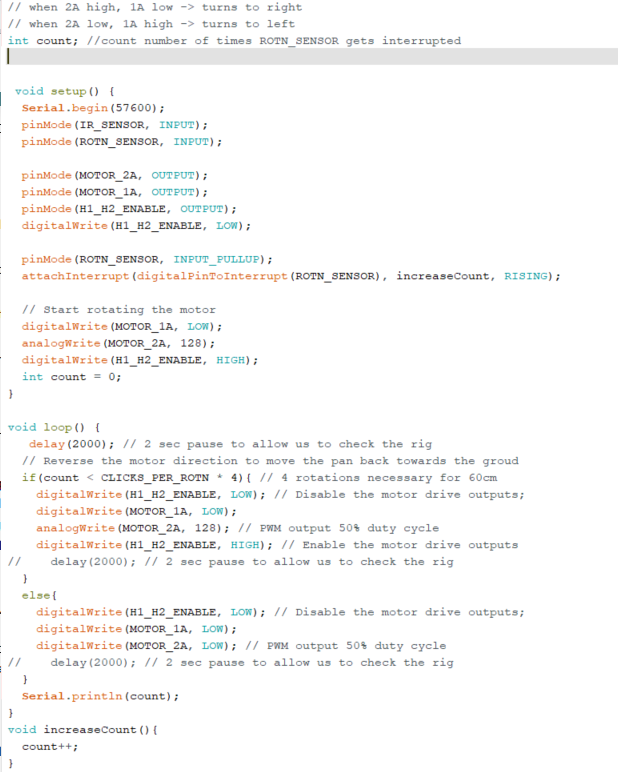 // when 2A high, 1A low -> turns to right
// when 2A low, 1A high -> turns to left
int count; //count number of times ROTN_SENSOR gets interrupted
void setup() {
Serial.begin(57600);
pinMode(IR_SENSOR, INPUT);
pinMode(ROTN_SENSOR, INPUT);
pinMode(MOTOR_2A, OUTPUT);
pinMode(MOTOR_1A, OUTPUT);
pinMode(H1_H2_ENABLE, OUTPUT);
digitalWrite(H1_H2_ENABLE, LOW);
pinMode(ROTN_SENSOR, INPUT_PULLUP);
attachInterrupt(digitalPinToInterrupt(ROTN_SENSOR), increaseCount, RISING);
// Start rotating the motor
digitalWrite(MOTOR_1A, LOW);
analogWrite(MOTOR_2A, 128);
digitalWrite(H1_H2_ENABLE, HIGH);
int count = 0;
}
void loop() {
delay(2000); // 2 sec pause to allow us to check the rig
// Reverse the motor direction to move the pan back towards the groud
if(count < CLICKS_PER_ROTN * 4){ // 4 rotations necessary for 60cm
digitalWrite(H1_H2_ENABLE, LOW); // Disable the motor drive outputs;
digitalWrite(MOTOR_1A, LOW);
analogWrite(MOTOR_2A, 128); // PWM output 50% duty cycle
digitalWrite(H1_H2_ENABLE, HIGH); // Enable the motor drive outputs
// delay(2000); // 2 sec pause to allow us to check the rig
}
else{
digitalWrite(H1_H2_ENABLE, LOW); // Disable the motor drive outputs;
digitalWrite(MOTOR_1A, LOW);
digitalWrite(MOTOR_2A, LOW); // PWM output 50% duty cycle
// delay(2000); // 2 sec pause to allow us to check the rig
}
Serial.println(count);
}
void increaseCount(){
count++;
}